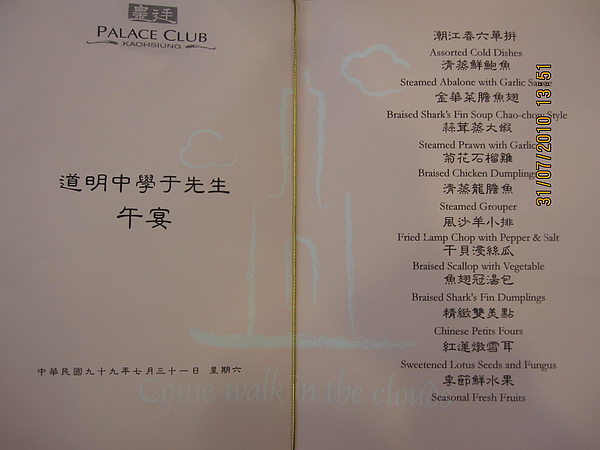 皇廷
PALACE CLUB
KAOHSIUNG
道明中學于先生
午宴
中華民國九十九年七月三十一日 星期六
潮江春六單拼
Assorted Cold Dishes
清蒸鮮鮑魚
Steamed Abalone with Garlic Sauce
金華菜膽魚翅
Braised Shark's Fin Soup Chao-chow Style
蒜茸蒸大蝦
Steamed Prawn with Garlic
菊花石榴雞
Braised Chicken Dumplings
清蒸龍膽魚
Steamed Grouper
風沙羊小排
Fried Lamp Chop with Pepper & Salt
干貝浸絲瓜
Braised Scallop with Vegetable
魚翅冠湯包
Braised Shark's Fin Dumplings
精緻雙美點
Chinese Petits Fours
紅蓮燉雪耳
Sweetened Lotus Seeds and Fungus
季節鮮水果
Seasonal Fresh Fruits
Come walk in the clouds
31/07/2010 13:51